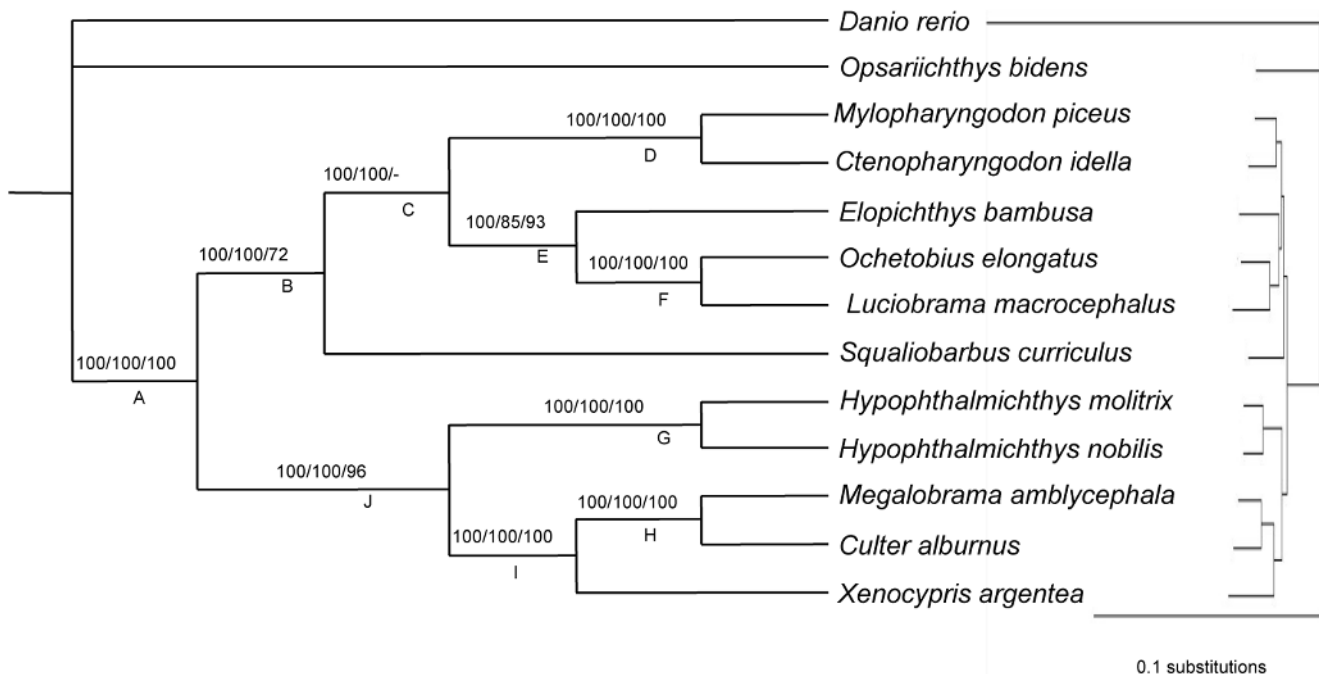 Danio rerio
Opsariichthys bidens
100/100/100
Mylopharyngodon piceus
D
Ctenopharyngodon idella
100/100/-
C
100/85/93
Elopichthys bambusa
E
100/100/72
B
100/100/100
Ochetobius elongatus
F
Luciobrama macrocephalus
100/100/100
Squaliobarbus curriculus
A
100/100/100
Hypophthalmichthys molitrix
G
Hypophthalmichthys nobilis
100/100/96
J
100/100/100
Megalobrama amblycephala
H
100/100/100
Culter alburnus
I
Xenocypris argentea
0.1 substitutions